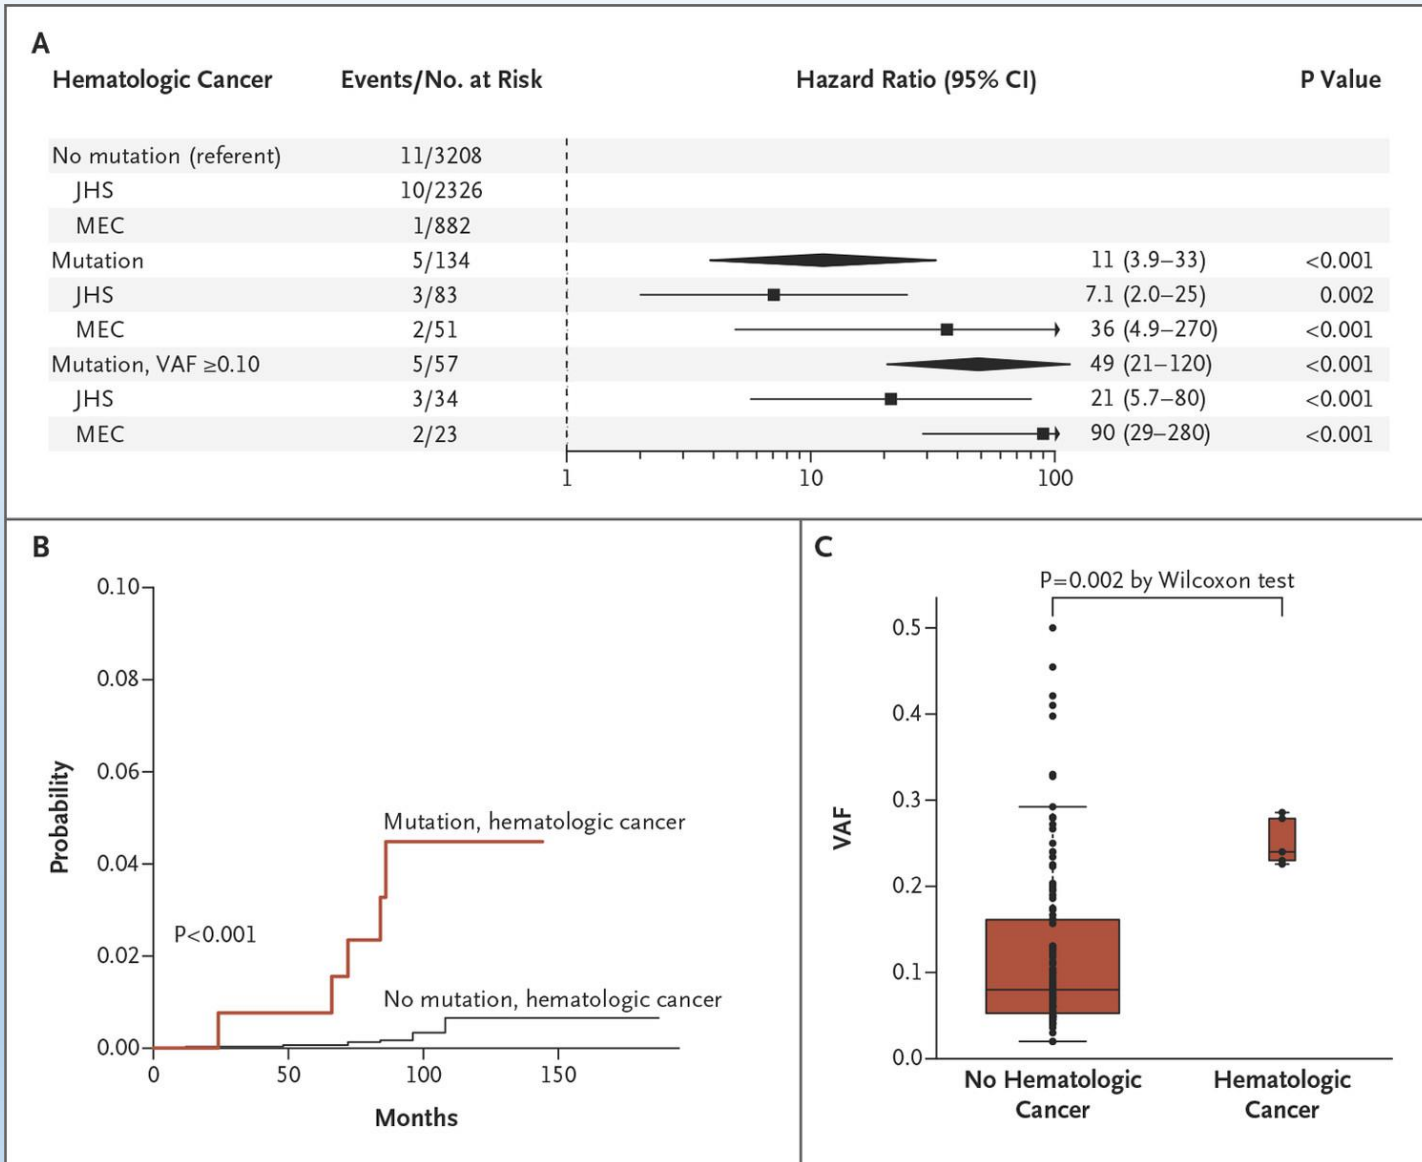 A
Hematologic Cancer Events/No. at Risk Hazard Ratio (95% CI) P Value
No mutation (referent) 11/3208
JHS 10/2326
MEC 1/882
Mutation 5/134 11 (3.9–33) <0.001
JHS 3/83 7.1 (2.0–25) 0.002
MEC 2/51 36 (4.9–270) <0.001
Mutation, VAF ≥0.10 5/57 49 (21–120) <0.001
JHS 3/34 21 (5.7–80) <0.001
MEC 2/23 90 (29–280) <0.001
1 10 100
B
0.10
0.08
0.06
0.04
0.02
0.00
Probability
Mutation, hematologic cancer
P<0.001
No mutation, hematologic cancer
0 50 100 150
Months
C
P=0.002 by Wilcoxon test
0.5
0.4
0.3
0.2
0.1
0.0
VAF
No Hematologic
Cancer
Hematologic
Cancer